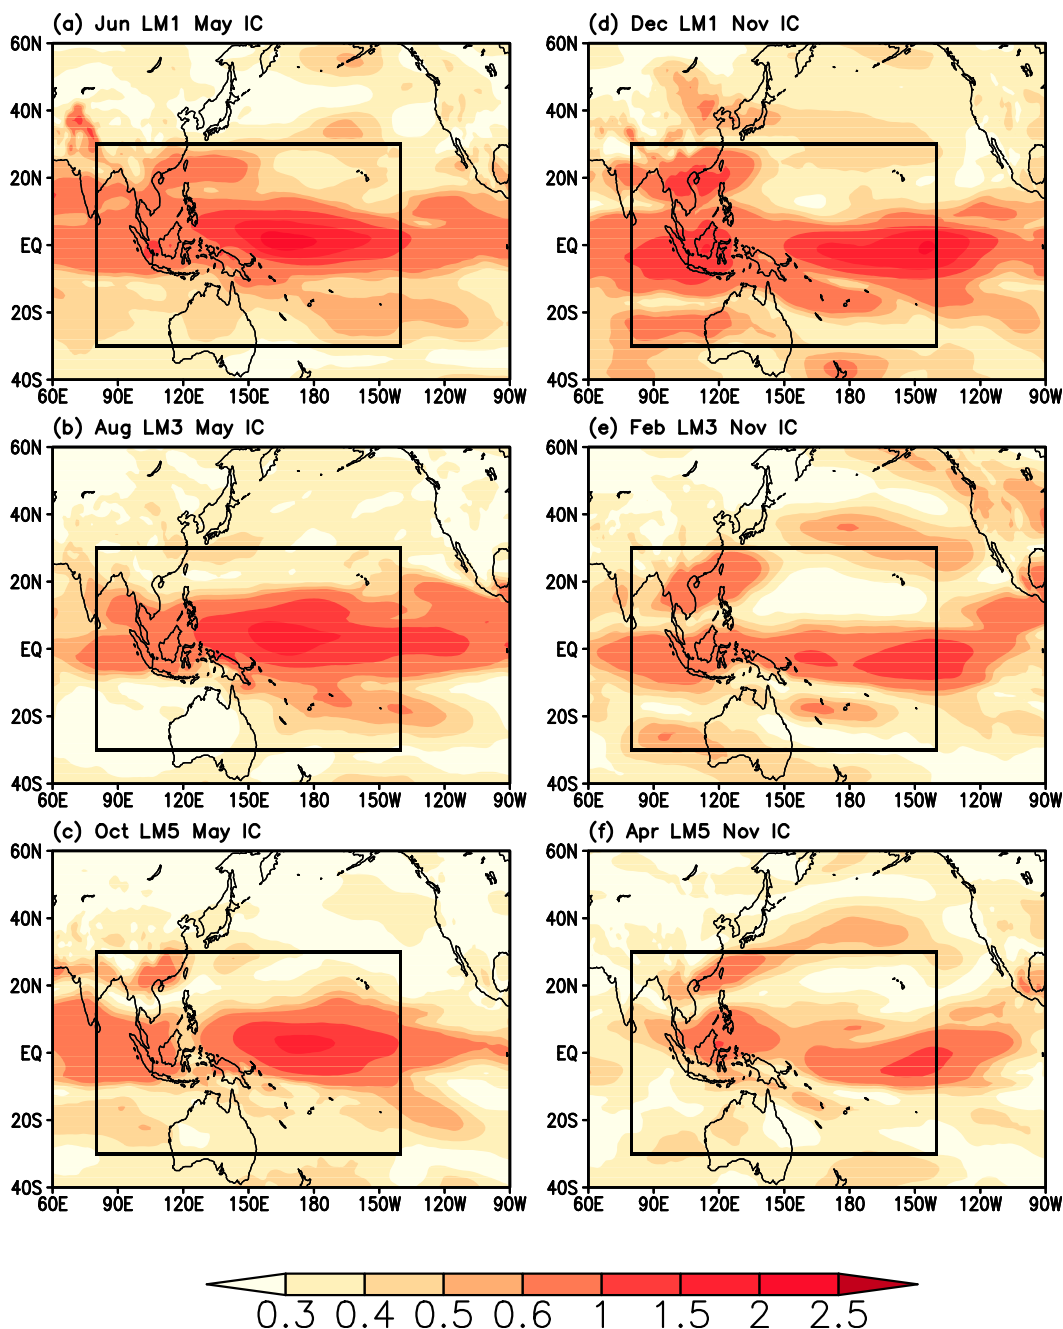 (a) Jun LM1 May IC
60N
40N
20N
EQ
20S
40S
60E 90E 120E 150E 180 150W 120W 90W
(d) Dec LM1 Nov IC
60N
40N
20N
EQ
20S
40S
60E 90E 120E 150E 180 150W 120W 90W
(b) Aug LM3 May IC
60N
40N
20N
EQ
20S
40S
60E 90E 120E 150E 180 150W 120W 90W
(e) Feb LM3 Nov IC
60N
40N
20N
EQ
20S
40S
60E 90E 120E 150E 180 150W 120W 90W
(c) Oct LM5 May IC
60N
40N
20N
EQ
20S
40S
60E 90E 120E 150E 180 150W 120W 90W
(f) Apr LM5 Nov IC
60N
40N
20N
EQ
20S
40S
60E 90E 120E 150E 180 150W 120W 90W
0.3 0.4 0.5 0.6 1 1.5 2 2.5